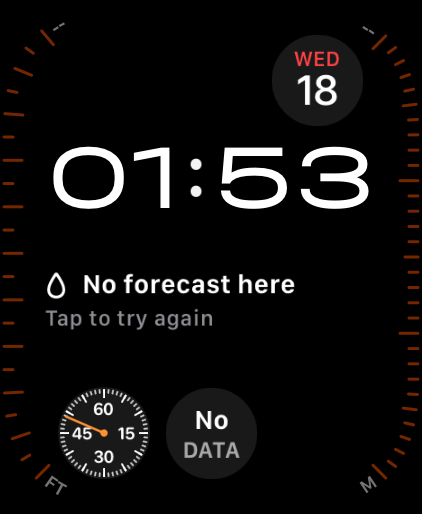 --
--
WED
18
01:53
No forecast here
Tap to try again
60
45
15
30
No
DATA
FT
M